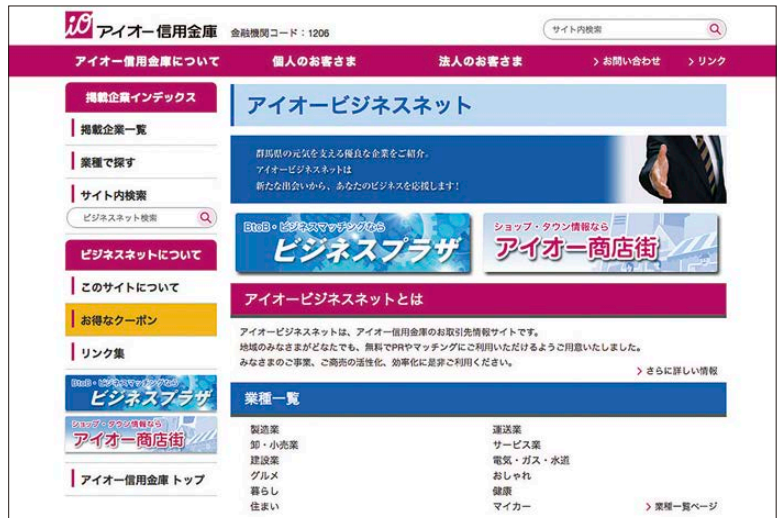 iO アイオー信用金庫 金融機関コード：1206
サイト内検索
アイオー信用金庫について 個人のお客さま 法人のお客さま > お問い合わせ > リンク
掲載企業インデックス
掲載企業一覧
業種で探す
サイト内検索
ビジネスネット検索
ビジネスネットについて
このサイトについて
お得なクーポン
リンク集
BtoB・ビジネスマッチングなら
ビジネスプラザ
ショップ・タウン情報なら
アイオー商店街
アイオー信用金庫 トップ
アイオービジネスネット
群馬県の元気を支える優良な企業をご紹介。
アイオービジネスネットは
新たな出会いから、あなたのビジネスを応援します！
BtoB・ビジネスマッチングなら
ビジネスプラザ
ショップ・タウン情報なら
アイオー商店街
アイオービジネスネットとは
アイオービジネスネットは、アイオー信用金庫のお取引先情報サイトです。
地域のみなさまがどなたでも、無料でPRやマッチングにご利用いただけるようご用意いたしました。
みなさまのご事業、ご商売の活性化、効率化に是非ご利用ください。
> さらに詳しい情報
業種一覧
製造業 運送業
卸・小売業 サービス業
建設業 電気・ガス・水道
グルメ おしゃれ
暮らし 健康
住まい マイカー
> 業種一覧ページ